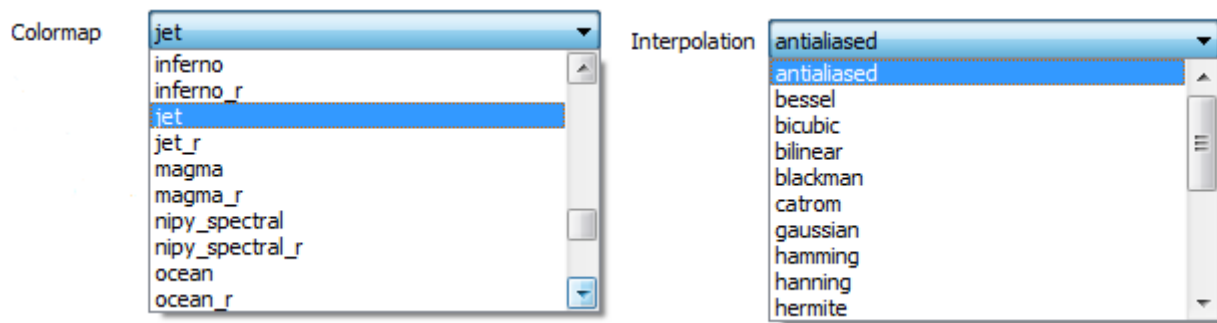 Colormap jet
inferno
inferno_r
jet
jet_r
magma
magma_r
nipy_spectral
nipy_spectral_r
ocean
ocean_r
Interpolation antialiased
antialiased
bessel
bicubic
bilinear
blackman
catrom
gaussian
hamming
hanning
hermite